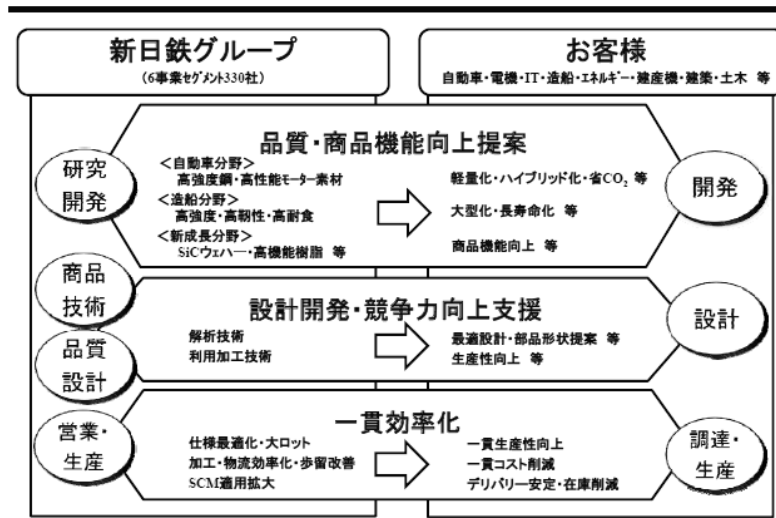 新日鉄グループ
（6事業セグメント330社）
お客様
自動車・電機・IT・造船・エネルギー・建産機・建築・土木 等
品質・商品機能向上提案
研究
開発
＜自動車分野＞
高強度鋼・高性能モーター素材
＜造船分野＞
高強度・高靭性・高耐食
＜新成長分野＞
SiCウェハー・高機能樹脂 等
軽量化・ハイブリッド化・省CO₂ 等
大型化・長寿命化 等
商品機能向上 等
開発
商品
技術
品質
設計
設計開発・競争力向上支援
解析技術
利用加工技術
最適設計・部品形状提案 等
生産性向上 等
設計
営業・
生産
一貫効率化
仕様最適化・大ロット
加工・物流効率化・歩留改善
SCM適用拡大
一貫生産性向上
一貫コスト削減
デリバリー安定・在庫削減
調達・
生産